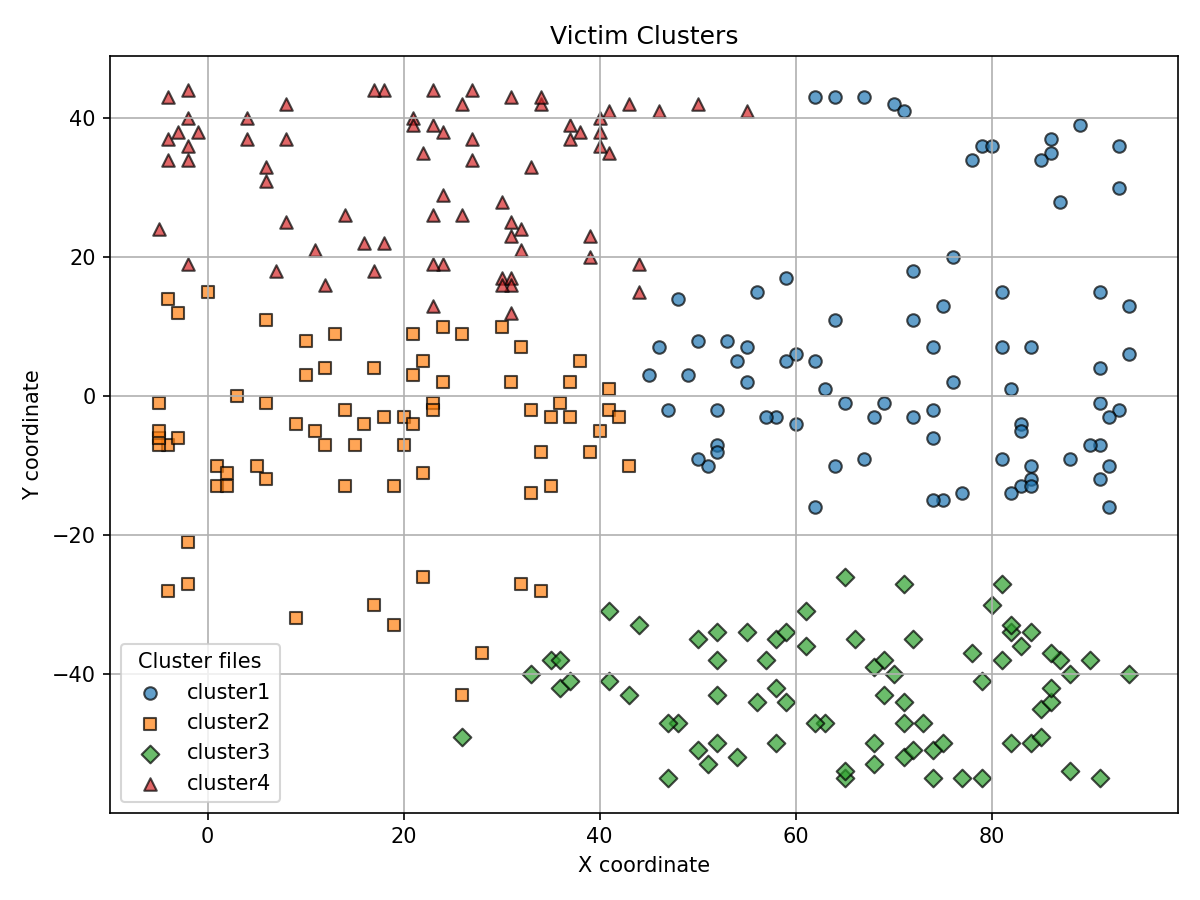 Victim Clusters
Y coordinate
40
20
0
−20
−40
Cluster files
cluster1
cluster2
cluster3
cluster4
0
20
40
60
80
X coordinate